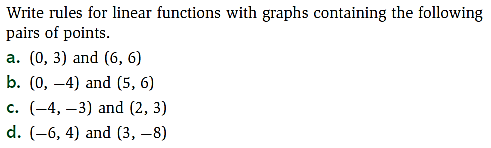 Write rules for linear functions with graphs containing the following
pairs of points.
a. (0, 3) and (6, 6)
b. (0, −4) and (5, 6)
c. (−4, −3) and (2, 3)
d. (−6, 4) and (3, −8)